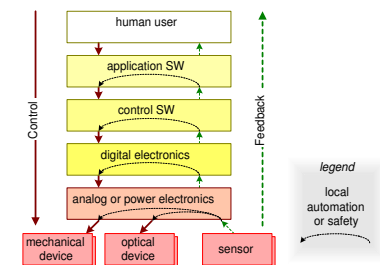 human user
application SW
control SW
digital electronics
analog or power electronics
mechanical
device
optical
device
sensor
Control
Feedback
legend
local
automation
or safety